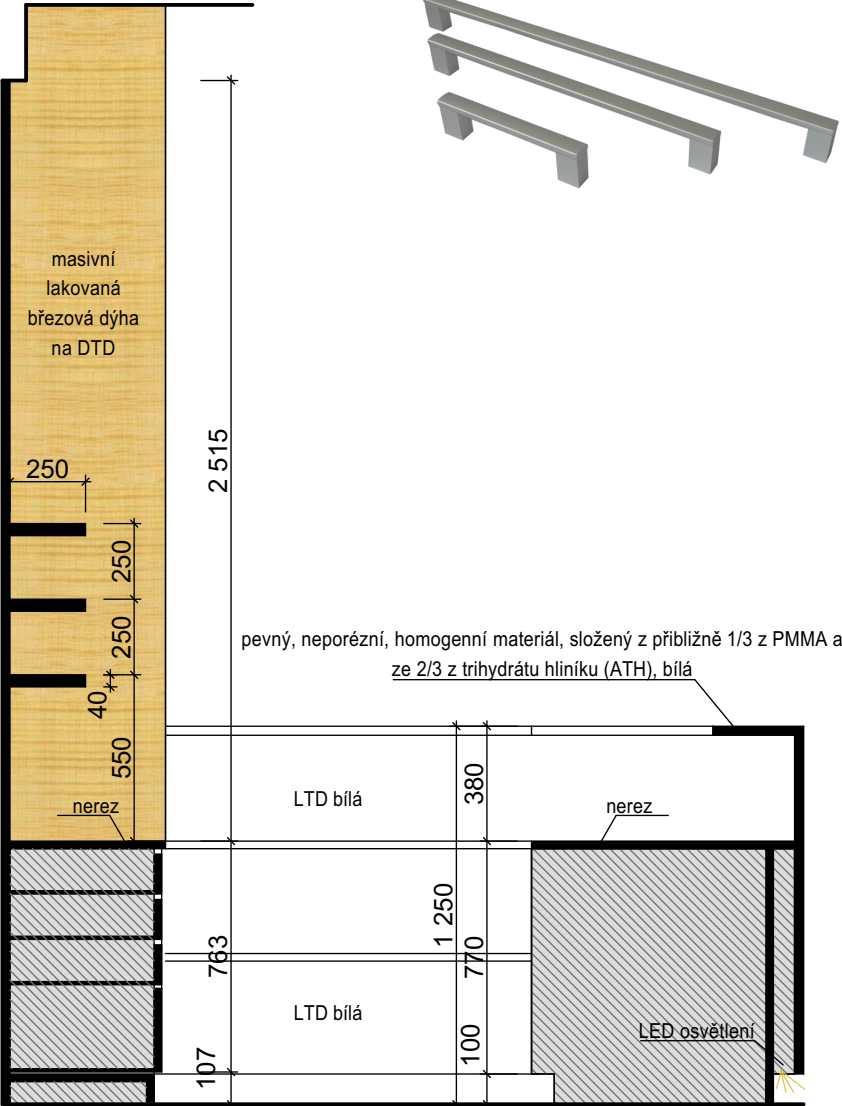 masivní
lakovaná
březová dýha
na DTD
2 515
250
250
250
40
550
pevný, neporézní, homogenní materiál, složený z přibližně 1/3 z PMMA a
ze 2/3 z trihydrátu hliníku (ATH), bílá
nerez
LTD bílá
380
nerez
1 250
763
770
LTD bílá
107
100
LED osvětlení